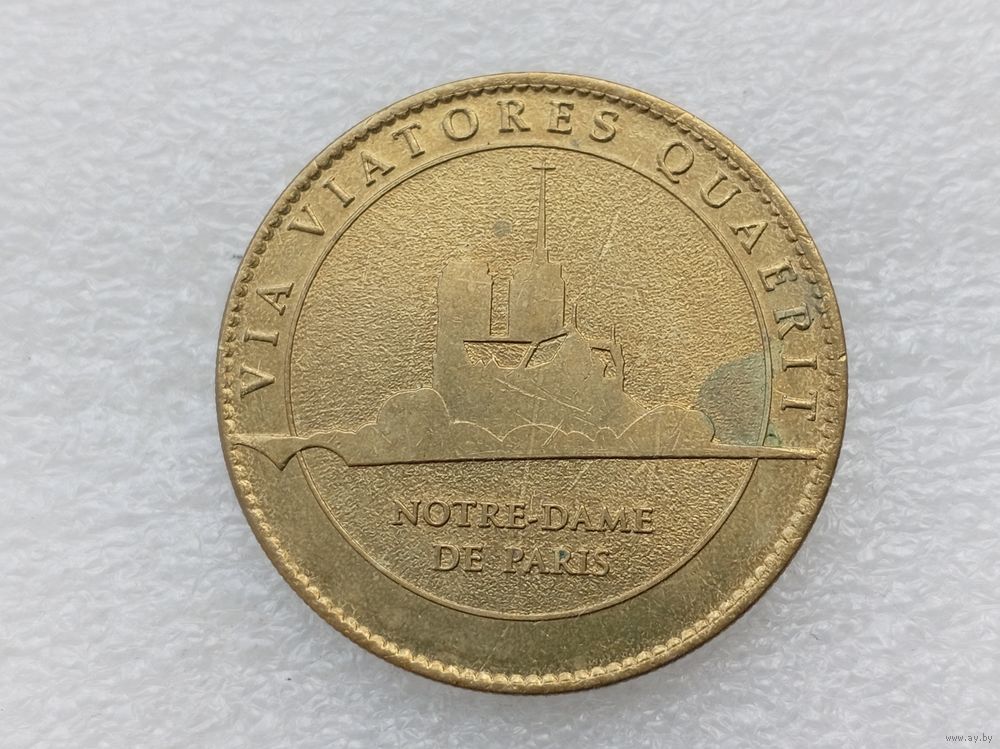 VIA VIATORES QUAERIT
NOTRE-DAME
DE PARIS
www.ay.by